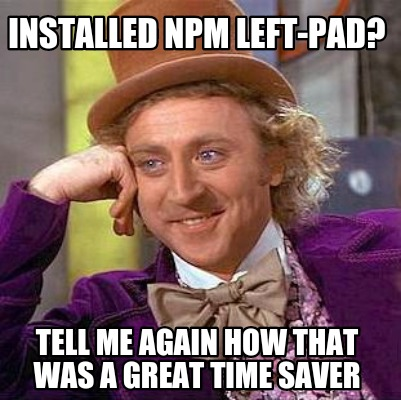 INSTALLED NPM LEFT-PAD?
TELL ME AGAIN HOW THAT
WAS A GREAT TIME SAVER